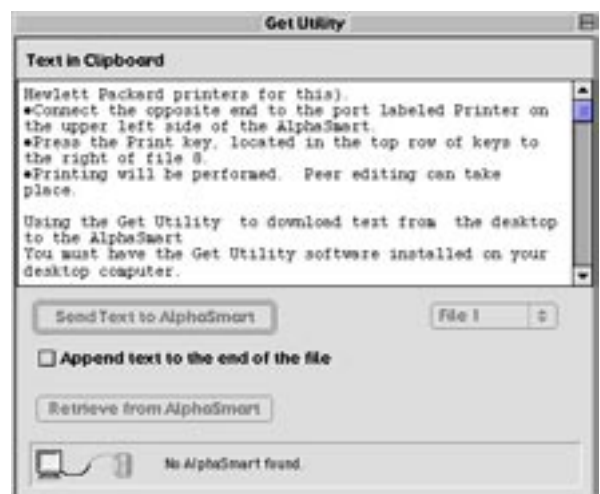 Get Utility
Text in Clipboard
Hewlett Packard printers for this).
•Connect the opposite end to the port labeled Printer on
the upper left side of the AlphaSmart.
•Press the Print key, located in the top row of keys to
the right of file 8.
•Printing will be performed.  Peer editing can take
place.
Using the Get Utility  to download text from  the desktop
to the AlphaSmart
You must have the Get Utility software installed on your
desktop computer.
Send Text to AlphaSmart
File 1
Append text to the end of the file
Retrieve from AlphaSmart
No AlphaSmart found.